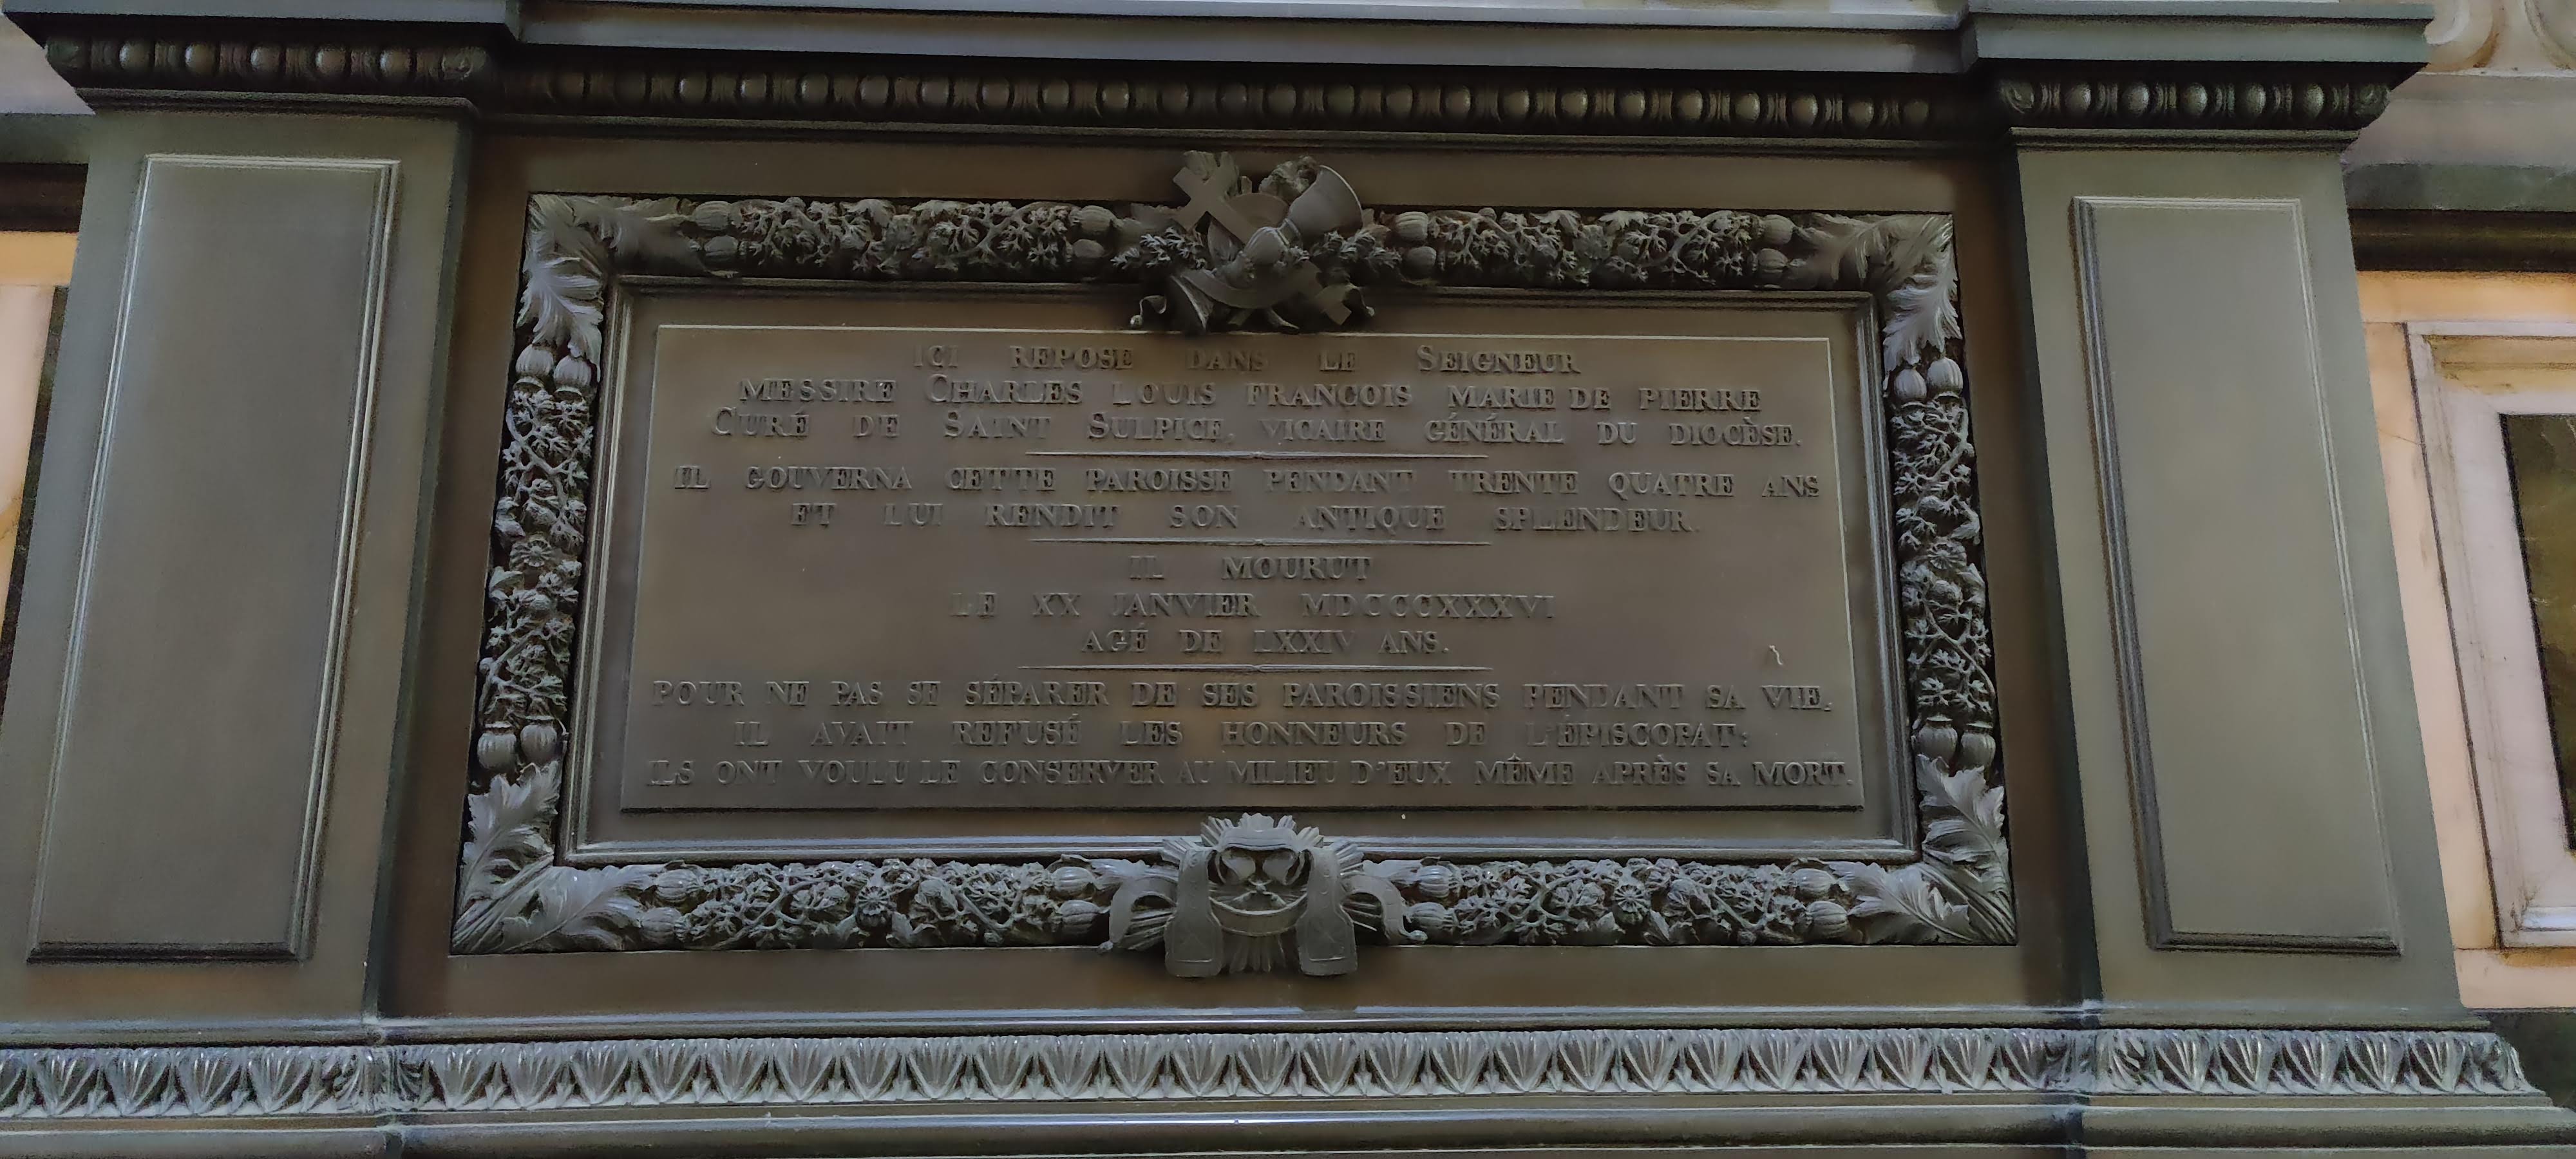 ICI REPOSE DANS LE SEIGNEUR
MESSIRE CHARLES LOUIS FRANCOIS MARIE DE PIERRE
CURÉ DE SAINT SULPICE, VICAIRE GÉNÉRAL DU DIOCÈSE.
IL GOUVERNA CETTE PAROISSE PENDANT TRENTE QUATRE ANS
ET LUI RENDIT SON ANTIQUE SPLENDEUR.
IL MOURUT
LE XX JANVIER MDCCCXXXVI
AGÉ DE LXXIV ANS.
POUR NE PAS SE SÉPARER DE SES PAROISSIENS PENDANT SA VIE,
IL AVAIT REFUSÉ LES HONNEURS DE L'ÉPISCOPAT:
ILS ONT VOULU LE CONSERVER AU MILIEU D'EUX MÊME APRÈS SA MORT.